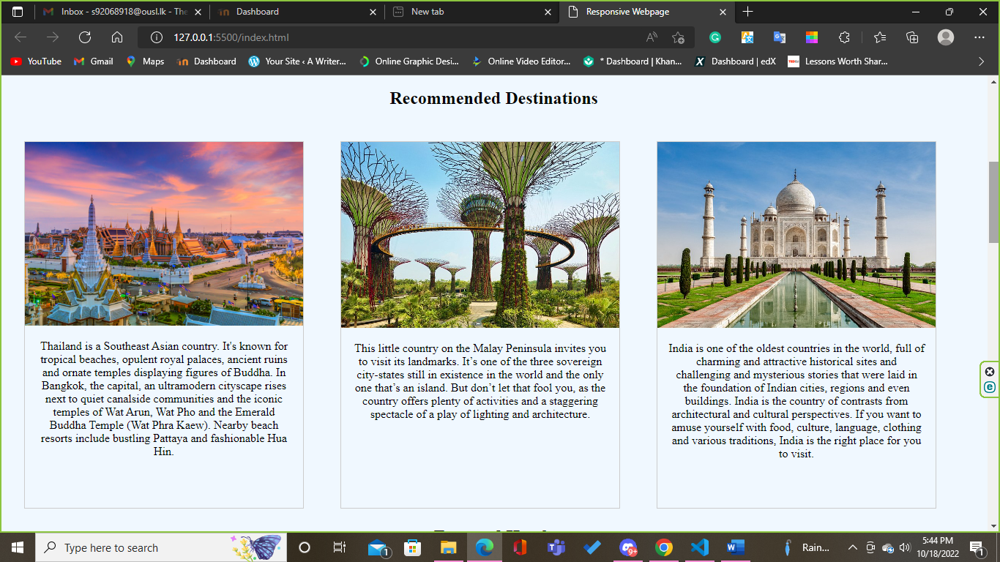 Inbox - s92068918@ousl.lk - The
Dashboard
New tab
Responsive Webpage
127.0.0.1:5500/index.html
YouTube
Gmail
Maps
Dashboard
Your Site ‹ A Writer...
Online Graphic Desi...
Online Video Editor...
* Dashboard | Khan...
Dashboard | edX
Lessons Worth Shar...
Recommended Destinations
Thailand is a Southeast Asian country. It's known for
tropical beaches, opulent royal palaces, ancient ruins
and ornate temples displaying figures of Buddha. In
Bangkok, the capital, an ultramodern cityscape rises
next to quiet canalside communities and the iconic
temples of Wat Arun, Wat Pho and the Emerald
Buddha Temple (Wat Phra Kaew). Nearby beach
resorts include bustling Pattaya and fashionable Hua
Hin.
This little country on the Malay Peninsula invites you
to visit its landmarks. It’s one of the three sovereign
city-states still in existence in the world and the only
one that’s an island. But don’t let that fool you, as the
country offers plenty of activities and a staggering
spectacle of a play of lighting and architecture.
India is one of the oldest countries in the world, full of
charming and attractive historical sites and
challenging and mysterious stories that were laid in
the foundation of Indian cities, regions and even
buildings. India is the country of contrasts from
architectural and cultural perspectives. If you want to
amuse yourself with food, culture, language, clothing
and various traditions, India is the right place for you
to visit.
Type here to search
1
9+
Rain...
5:44 PM
10/18/2022
1